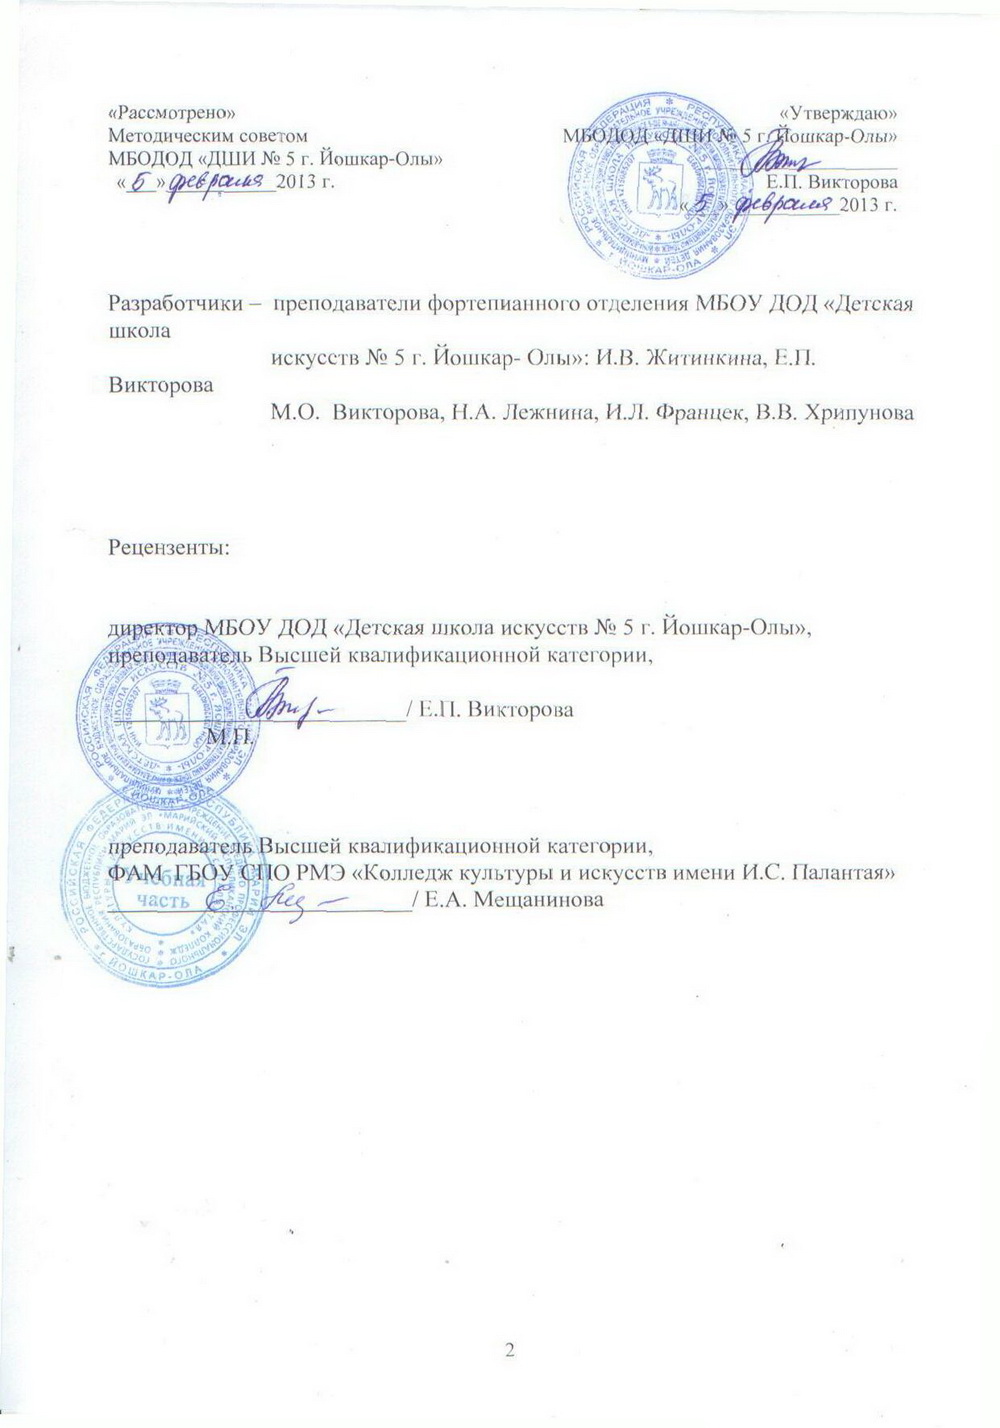 «Рассмотрено»
Методическим советом
МБОДОД «ДШИ № 5 г. Йошкар-Олы»
« 5 » февраля 2013 г.
«Утверждаю»
МБОДОД «ДШИ № 5 г. Йошкар-Олы»
Е.П. Викторова
« 5 » февраля 2013 г.
Разработчики – преподаватели фортепианного отделения МБОУ ДОД «Детская
школа
искусств № 5 г. Йошкар- Олы»: И.В. Житинкина, Е.П.
Викторова
М.О. Викторова, Н.А. Лежнина, И.Л. Францек, В.В. Хрипунова
Рецензенты:
директор МБОУ ДОД «Детская школа искусств № 5 г. Йошкар-Олы»,
преподаватель Высшей квалификационной категории,
/ Е.П. Викторова
М.П.
преподаватель Высшей квалификационной категории,
ФАМ ГБОУ СПО РМЭ «Колледж культуры и искусств имени И.С. Палантая»
/ Е.А. Мещанинова
Учебная
часть
2